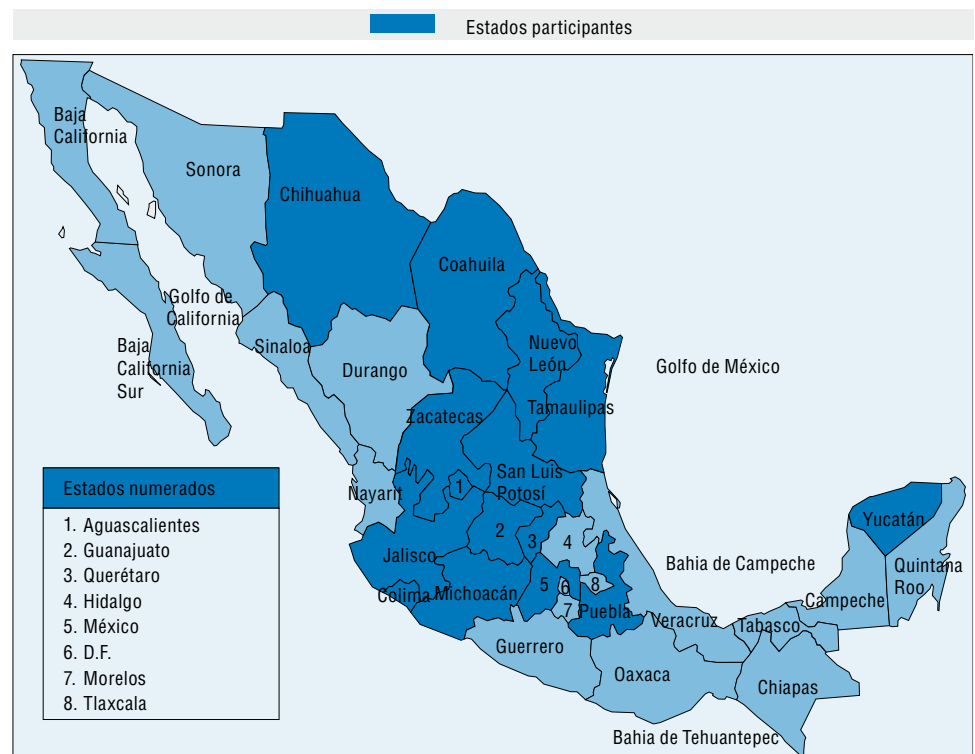 Estados participantes
Baja
California
Sonora
Chihuahua
Coahuila
Golfo de
California
Baja
California
Sur
Sinaloa
Durango
Nuevo
León
Golfo de México
Tamaulipas
Zacatecas
San Luis
Potosí
Nayarit
1
2
3
4
5
6
7
8
Jalisco
Colima
Michoacán
Puebla
Guerrero
Oaxaca
Veracruz
Tabasco
Chiapas
Campeche
Yucatán
Quintana
Roo
Bahia de Campeche
Bahia de Tehuantepec
Estados numerados
1. Aguascalientes
2. Guanajuato
3. Querétaro
4. Hidalgo
5. México
6. D.F.
7. Morelos
8. Tlaxcala